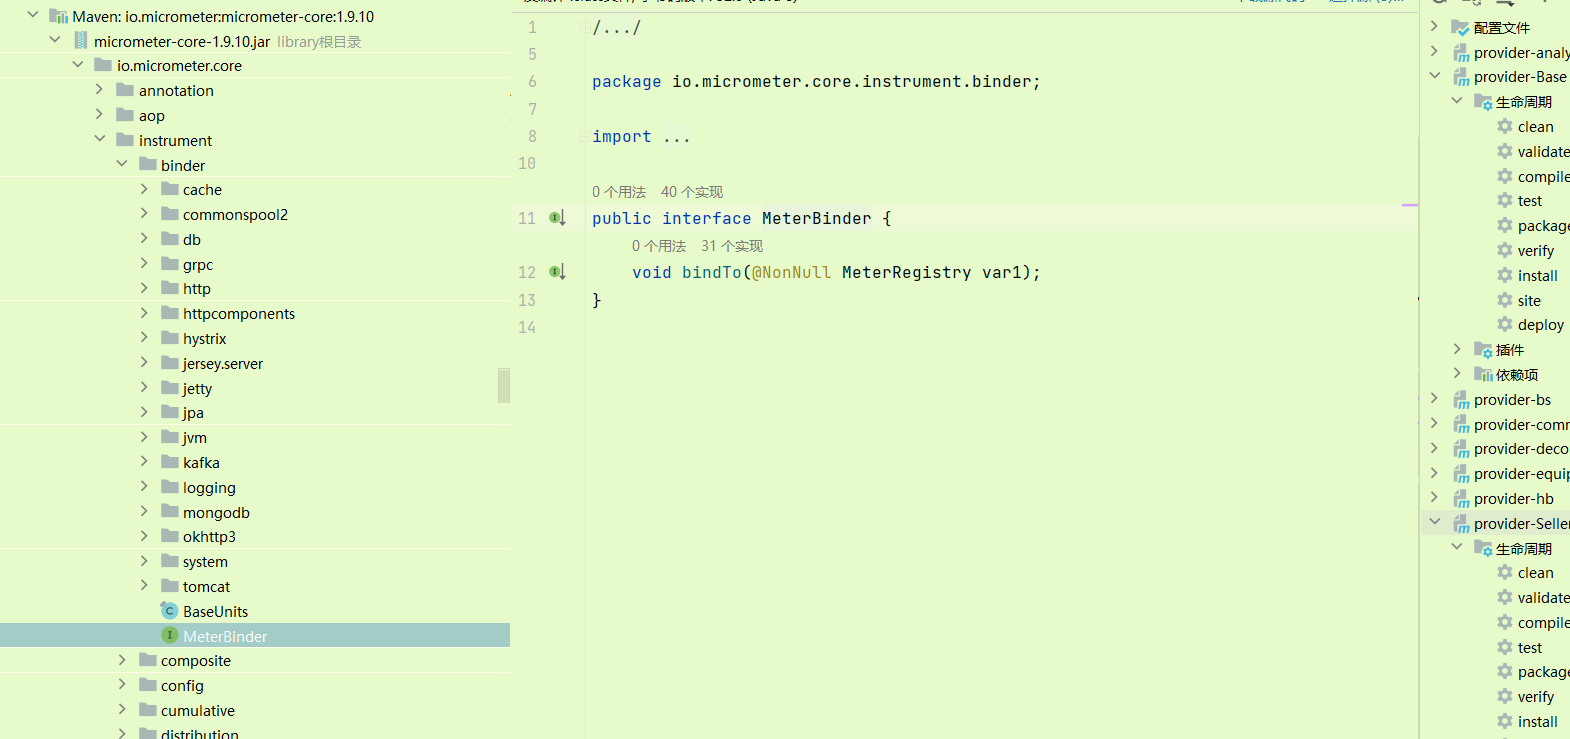 Maven: io.micrometer:micrometer-core:1.9.10
micrometer-core-1.9.10.jar library根目录
io.micrometer.core
annotation
aop
instrument
binder
cache
commonspool2
db
grpc
http
httpcomponents
hystrix
jersey.server
jetty
jpa
jvm
kafka
logging
mongodb
okhttp3
system
tomcat
BaseUnits
MeterBinder
composite
config
cumulative
distribution
1 /.../
5
6 package io.micrometer.core.instrument.binder;
7
8 import ...
10
0 个用法 40 个实现
11 public interface MeterBinder {
0 个用法 31 个实现
12 void bindTo(@NonNull MeterRegistry var1);
13 }
14
配置文件
provider-analy
provider-Base
生命周期
clean
validate
compile
test
package
verify
install
site
deploy
插件
依赖项
provider-bs
provider-comm
provider-deco
provider-equip
provider-hb
provider-Seller
生命周期
clean
validate
compile
test
package
verify
install